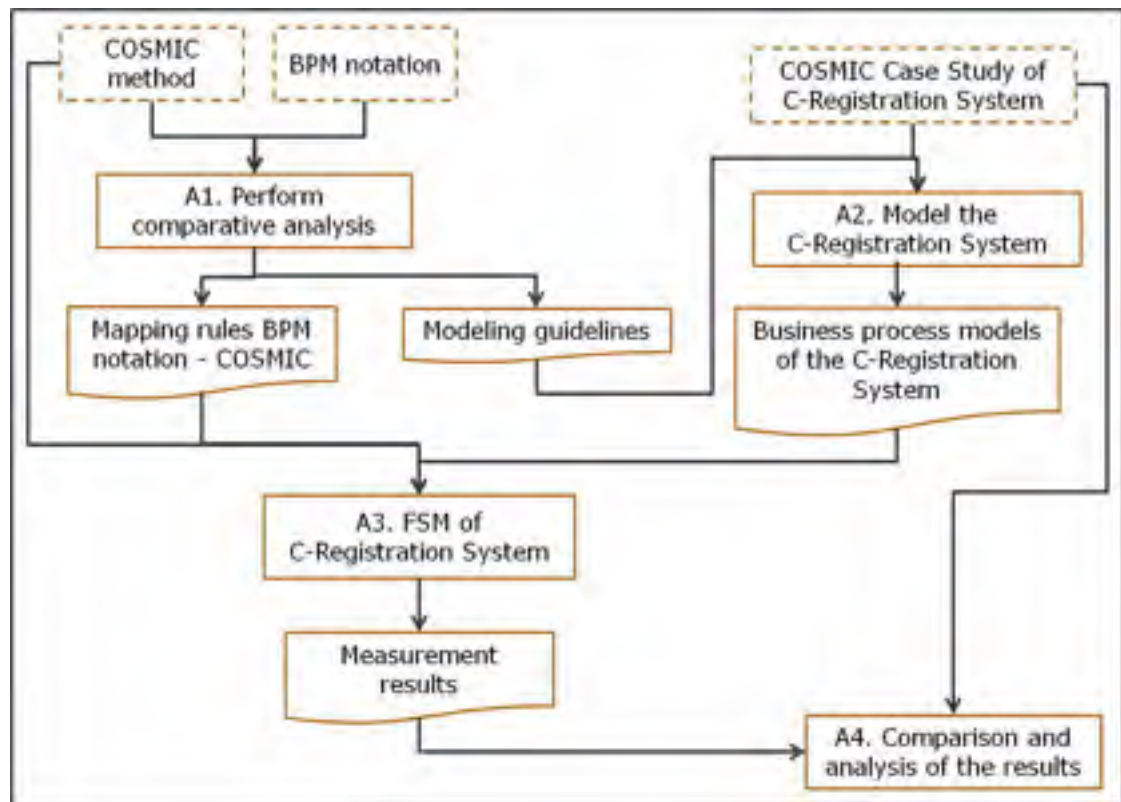 COSMIC
method
BPM notation
COSMIC Case Study of
C-Registration System
A1. Perform
comparative analysis
A2. Model the
C-Registration System
Mapping rules BPM
notation - COSMIC
Modeling guidelines
Business process models
of the C-Registration
System
A3. FSM of
C-Registration System
Measurement
results
A4. Comparison and
analysis of the results